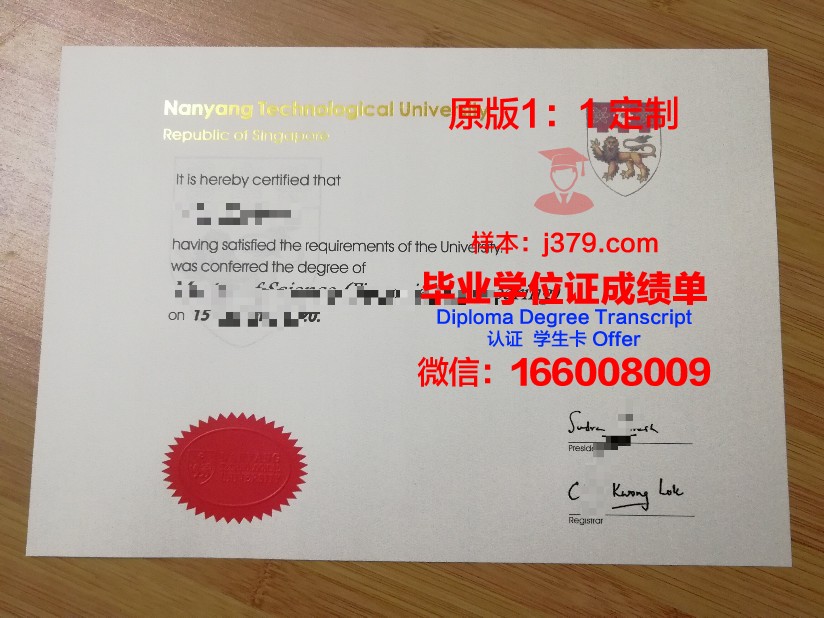 Nanyang Technological University
原版1：1定制
Republic of Singapore
It is hereby certified that
样本：j379.com
having satisfied the requirements of the University,
was conferred the degree of
毕业学位证成绩单
on 15
Diploma Degree Transcript
认证 学生卡 Offer
微信：166008009
Registrar
C Kwong Lok